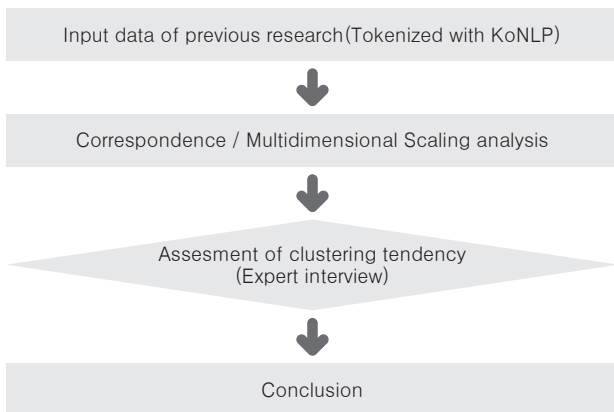 Input data of previous research(Tokenized with KoNLP)
Correspondence / Multidimensional Scaling analysis
Assesment of clustering tendency
(Expert interview)
Conclusion